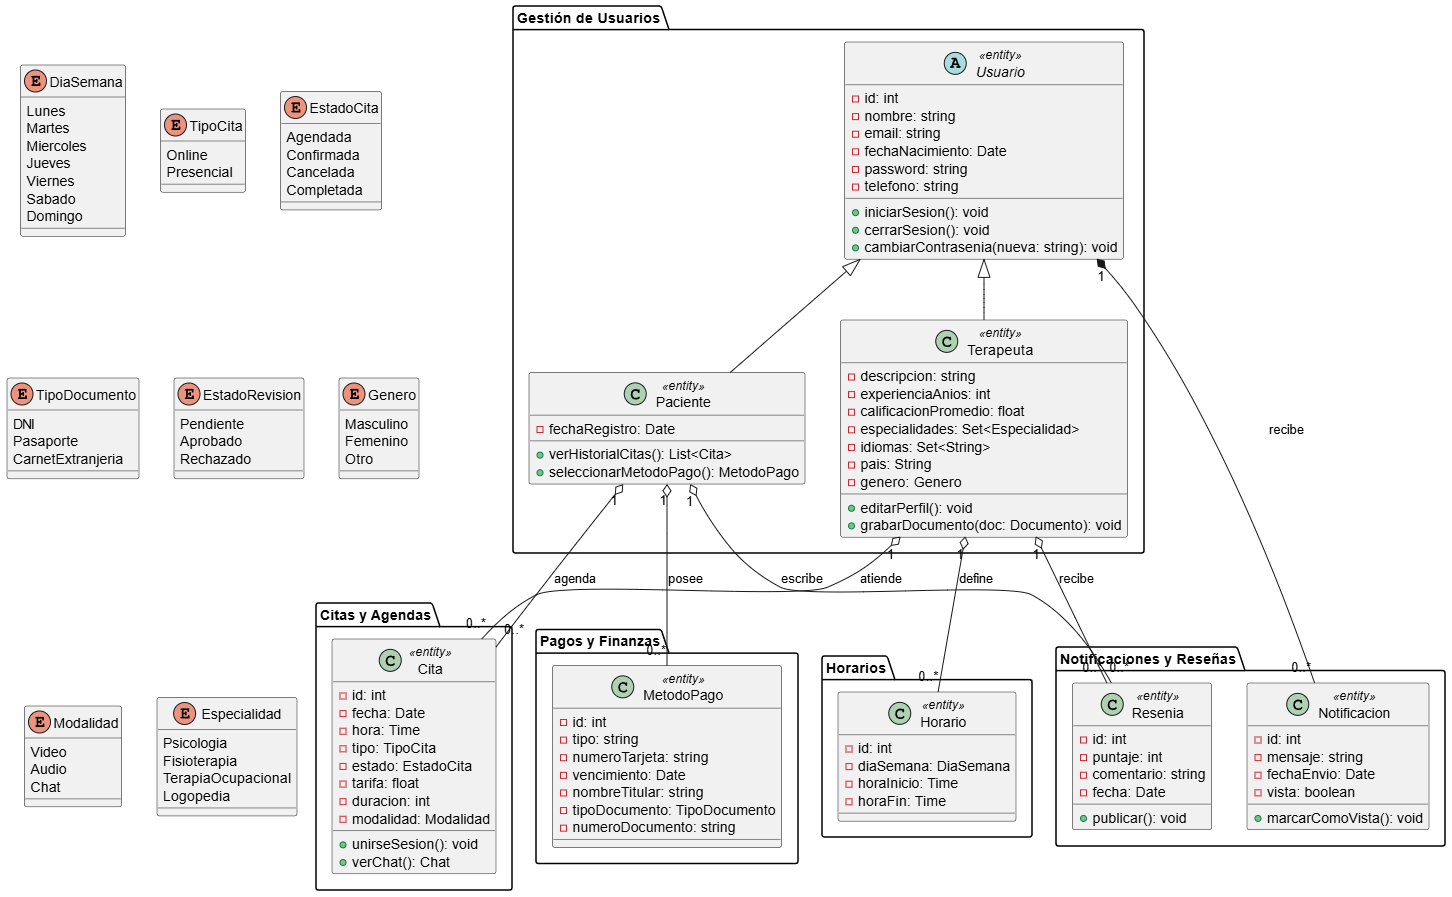 Gestión de Usuarios
E DiaSemana
Lunes
Martes
Miercoles
Jueves
Viernes
Sabado
Domingo
E TipoCita
Online
Presencial
E EstadoCita
Agendada
Confirmada
Cancelada
Completada
«entity»
A Usuario
id: int
nombre: string
email: string
fechaNacimiento: Date
password: string
telefono: string
iniciarSesion(): void
cerrarSesion(): void
cambiarContrasenia(nueva: string): void
1
E TipoDocumento
DNI
Pasaporte
CarnetExtranjeria
E EstadoRevision
Pendiente
Aprobado
Rechazado
E Genero
Masculino
Femenino
Otro
«entity»
C Paciente
fechaRegistro: Date
verHistorialCitas(): List<Cita>
seleccionarMetodoPago(): MetodoPago
1
1
1
«entity»
C Terapeuta
descripcion: string
experienciaAnios: int
calificacionPromedio: float
especialidades: Set<Especialidad>
idiomas: Set<String>
pais: String
genero: Genero
editarPerfil(): void
grabarDocumento(doc: Documento): void
1
1
1
recibe
agenda
posee
escribe
atiende
define
recibe
E Modalidad
Video
Audio
Chat
E Especialidad
Psicologia
Fisioterapia
TerapiaOcupacional
Logopedia
Citas y Agendas
0..*
0..*
«entity»
C Cita
id: int
fecha: Date
hora: Time
tipo: TipoCita
estado: EstadoCita
tarifa: float
duracion: int
modalidad: Modalidad
unirseSesion(): void
verChat(): Chat
Pagos y Finanzas
0..*
«entity»
C MetodoPago
id: int
tipo: string
numeroTarjeta: string
vencimiento: Date
nombreTitular: string
tipoDocumento: TipoDocumento
numeroDocumento: string
Horarios
0..*
«entity»
C Horario
id: int
diaSemana: DiaSemana
horaInicio: Time
horaFin: Time
Notificaciones y Reseñas
0..*
0..*
0..*
«entity»
C Resenia
id: int
puntaje: int
comentario: string
fecha: Date
publicar(): void
«entity»
C Notificacion
id: int
mensaje: string
fechaEnvio: Date
vista: boolean
marcarComoVista(): void